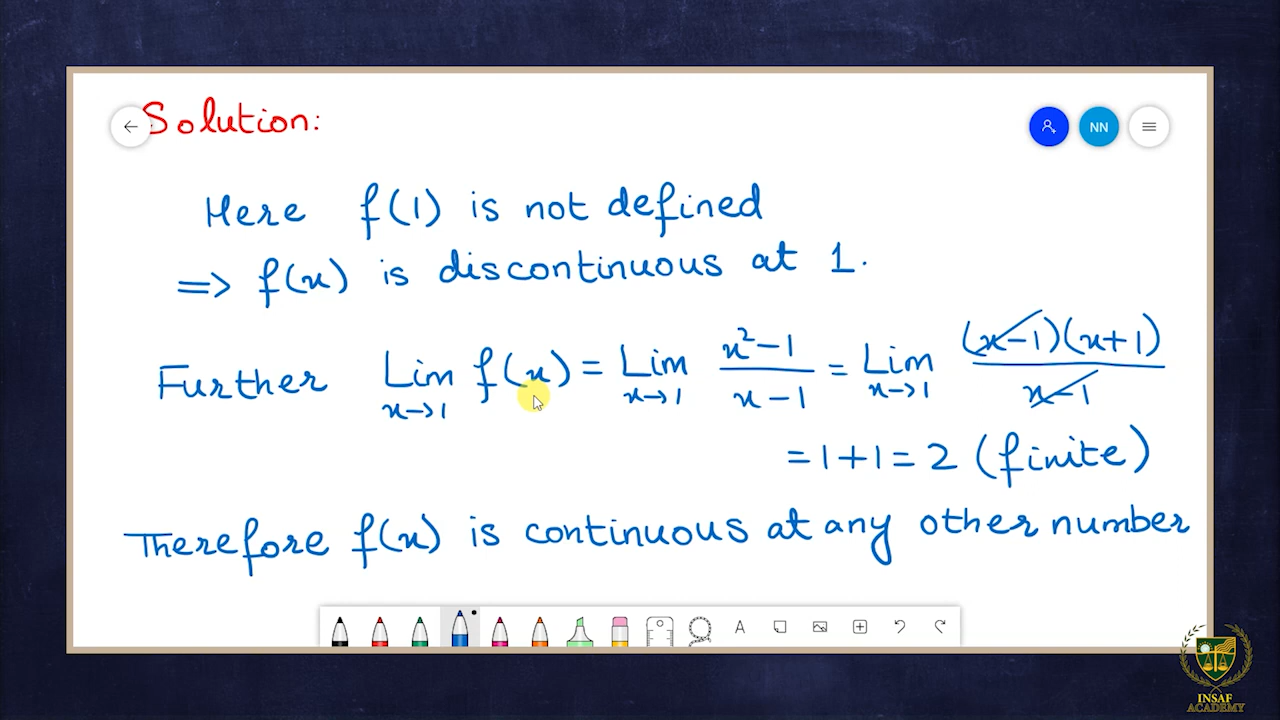 Solution:
NN
Here f(1) is not defined
=> f(x) is discontinuous at 1.
Further Lim x→1 f(x) = Lim x→1 x²-1 / x-1 = Lim x→1 (x-1)(x+1) / x-1
= 1+1 = 2 (finite)
Therefore f(x) is continuous at any other number
A
INSAF
ACADEMY